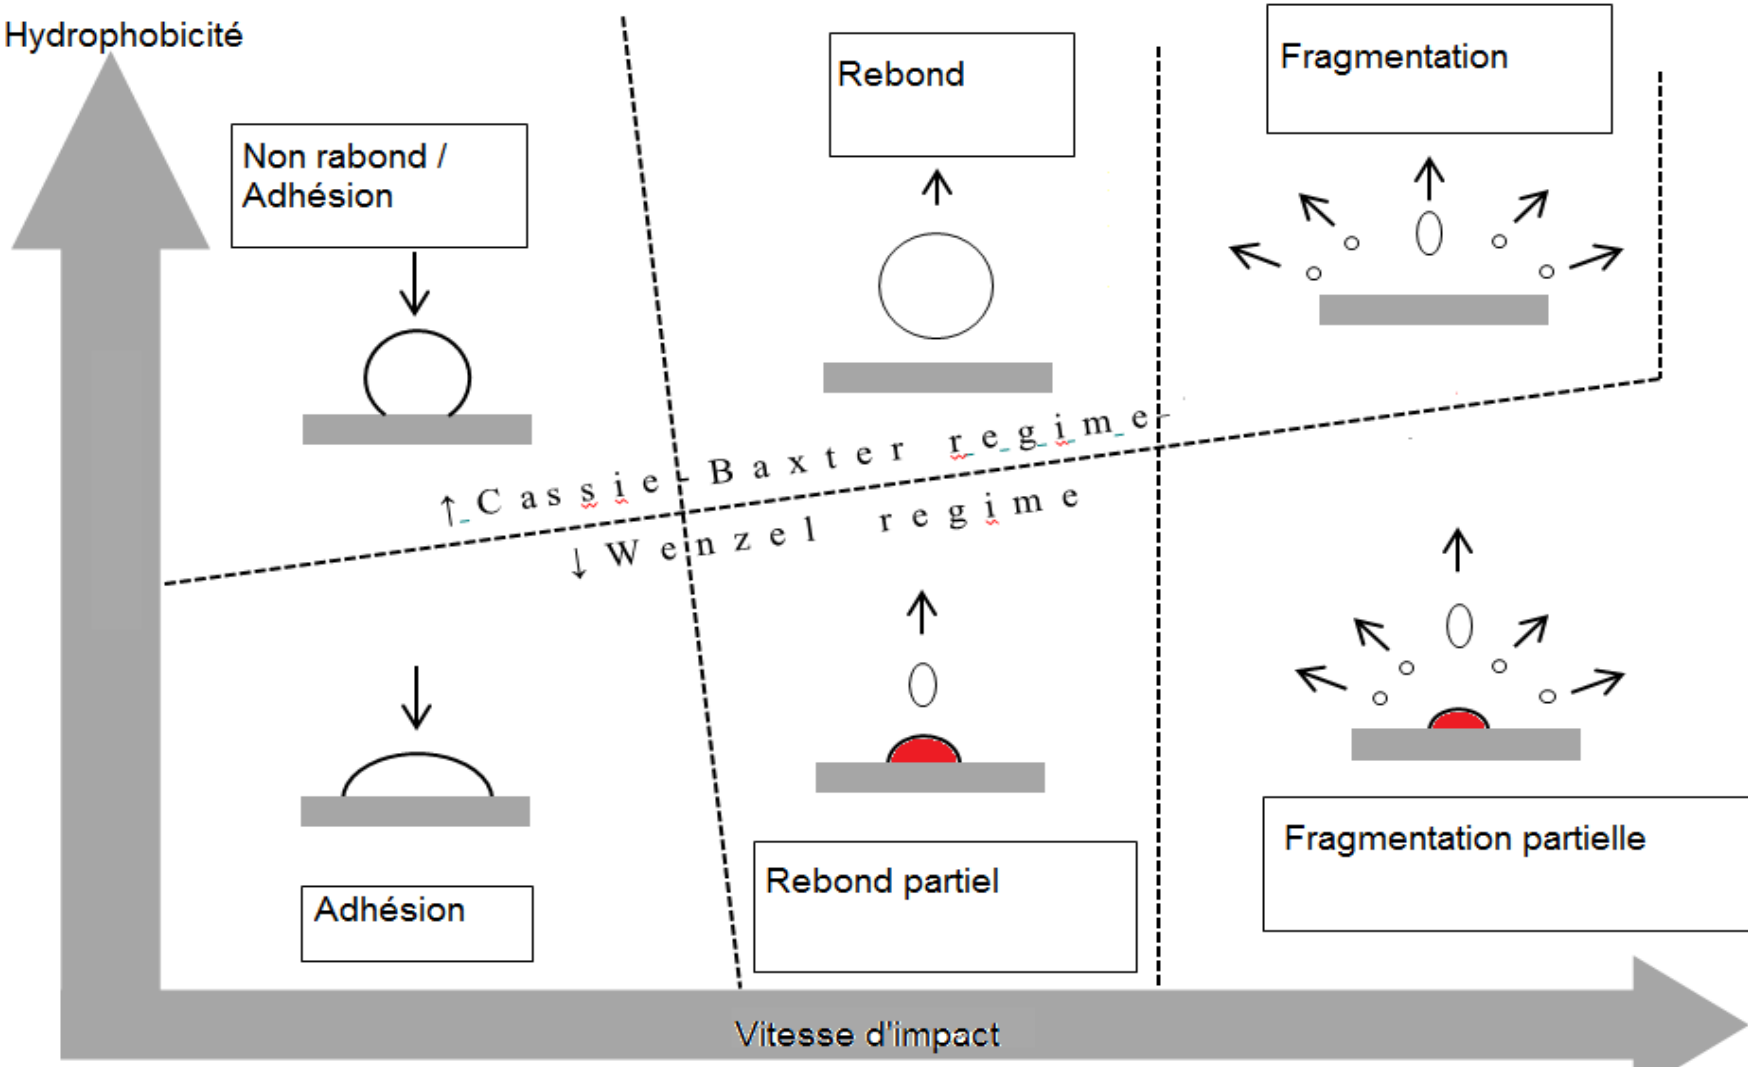 Hydrophobicité
Non rabond /
Adhésion
Rebond
Fragmentation
↑Cassie-Baxter regime
↓Wenzel regime
Adhésion
Rebond partiel
Fragmentation partielle
Vitesse d'impact